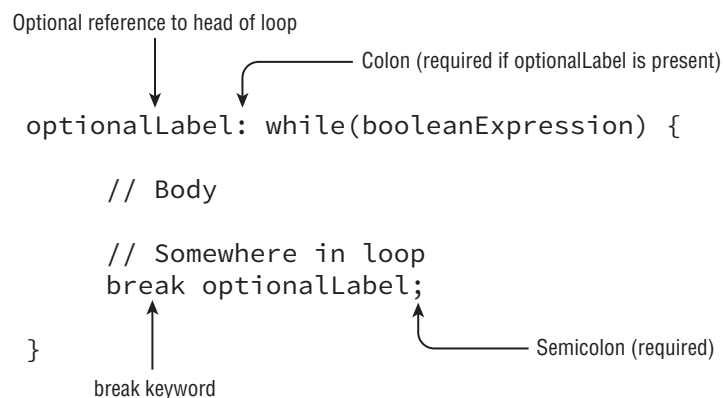 Optional reference to head of loop
Colon (required if optionalLabel is present)
optionalLabel: while(booleanExpression) {
// Body
// Somewhere in loop
break optionalLabel;
}
Semicolon (required)
break keyword